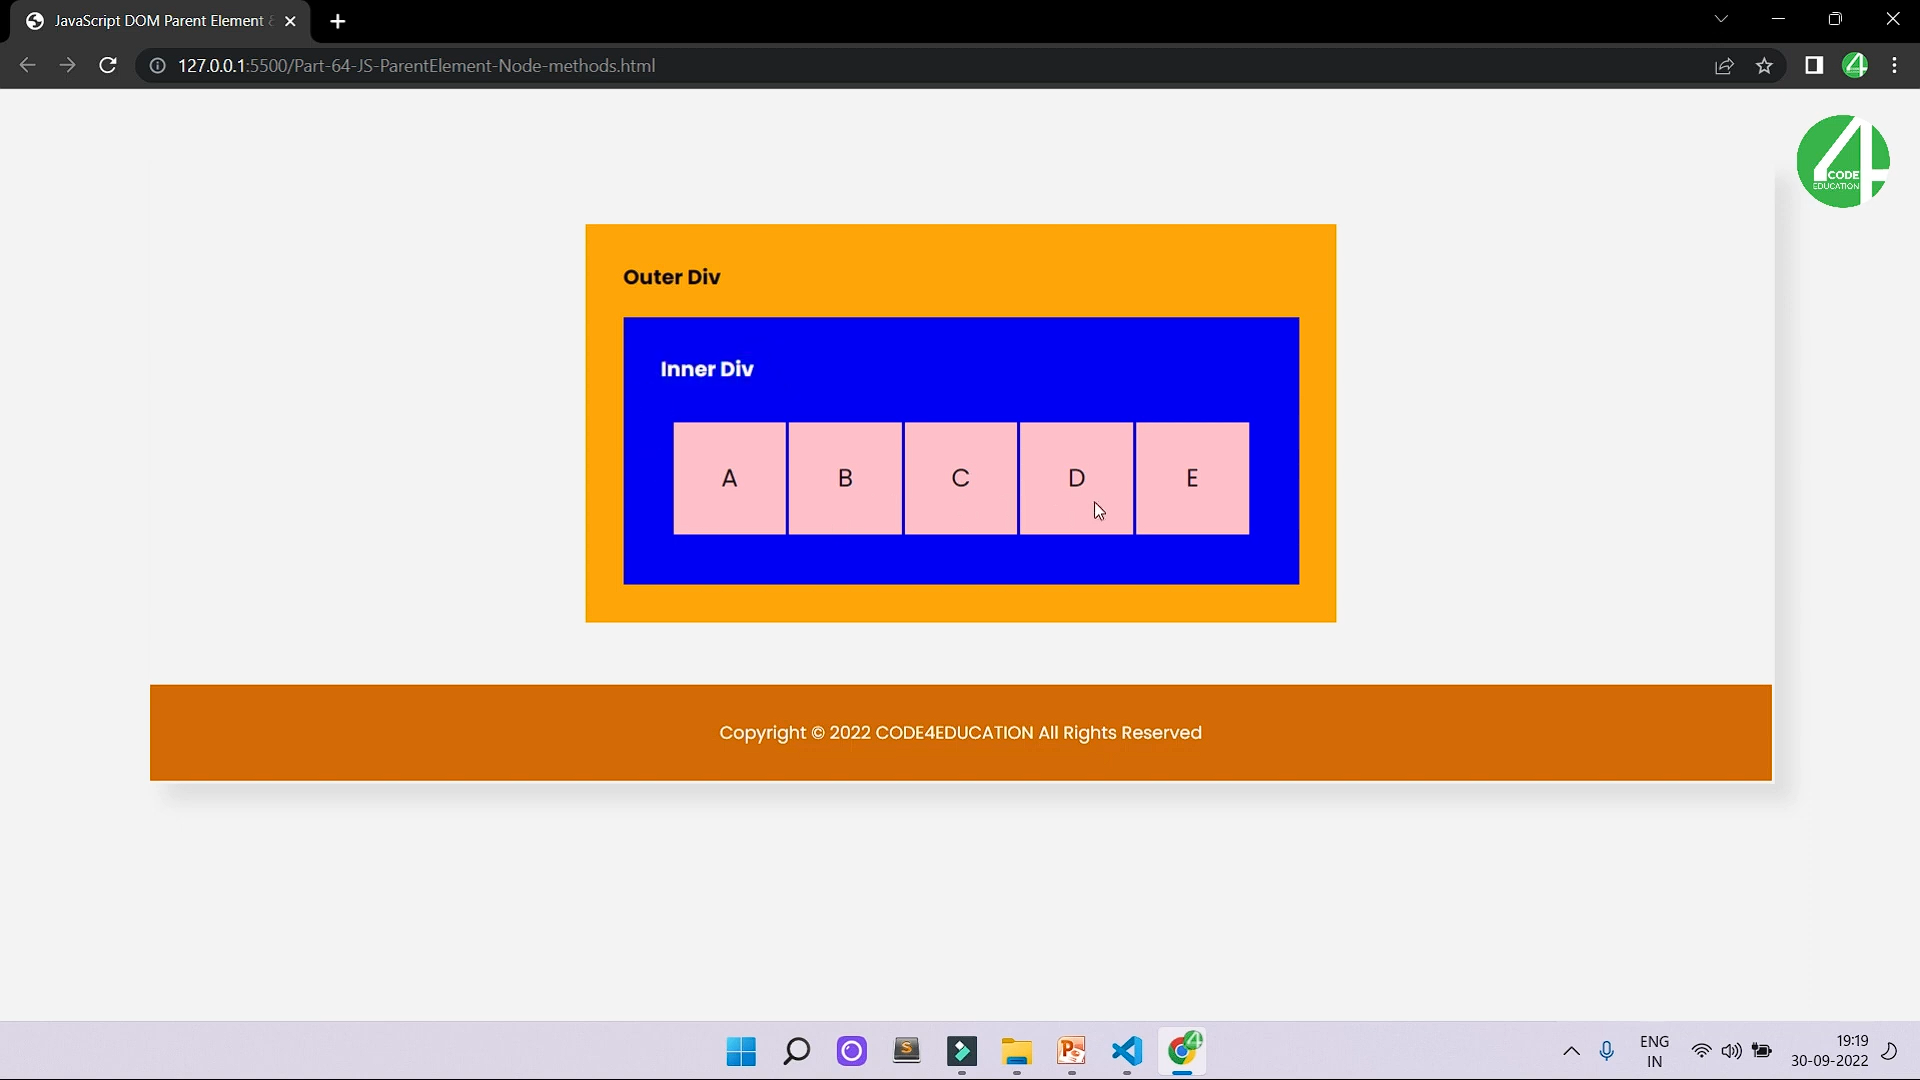 JavaScript DOM Parent Element
127.0.0.1:5500/Part-64-JS-ParentElement-Node-methods.html
CODE
EDUCATION
Outer Div
Inner Div
A B C D E
Copyright © 2022 CODE4EDUCATION All Rights Reserved
ENG
IN
19:19
30-09-2022